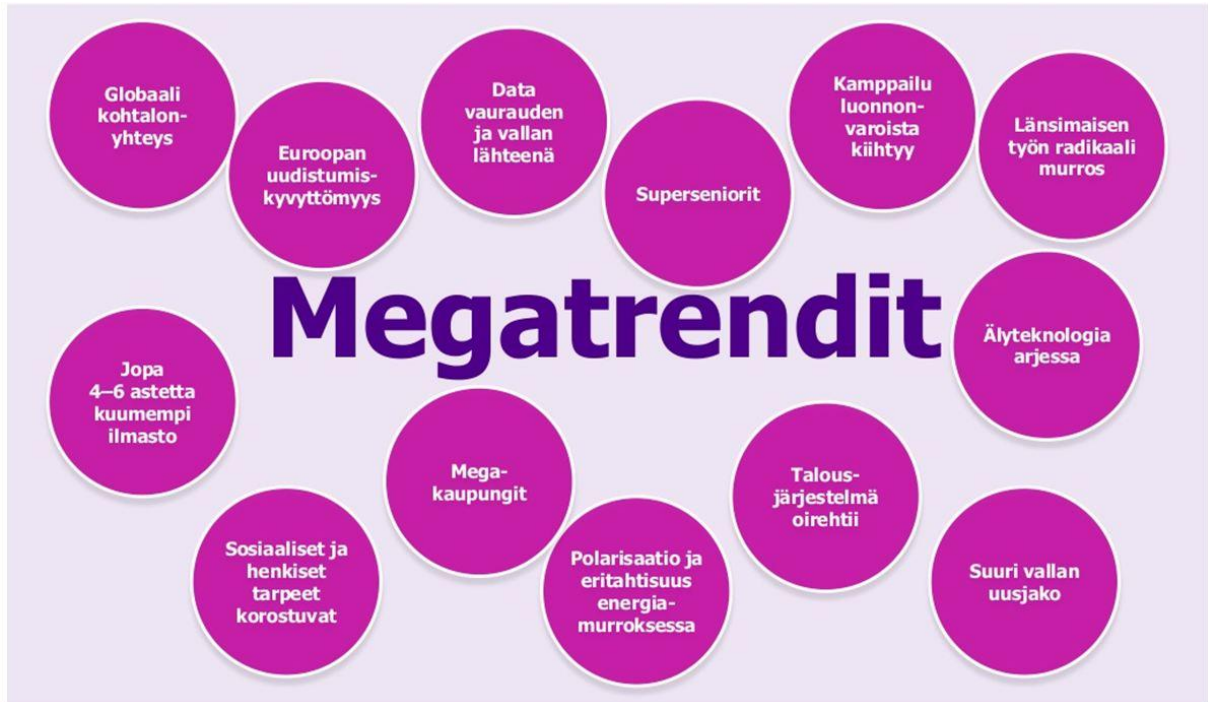 Globaali
kohtalon-
yhteys
Euroopan
uudistumis-
kyvyttömyys
Data
vaurauden
ja vallan
lähteenä
Superseniorit
Kamppailu
luonnon-
varoista
kiihtyy
Länsimaisen
työn radikaali
murros
Megatrendit
Älyteknologia
arjessa
Jopa
4–6 astetta
kuumempi
ilmasto
Sosiaaliset ja
henkiset
tarpeet
korostuvat
Mega-
kaupungit
Polarisaatio ja
eritahtisuus
energia-
murroksessa
Talous-
järjestelmä
oirehtii
Suuri vallan
uusjako